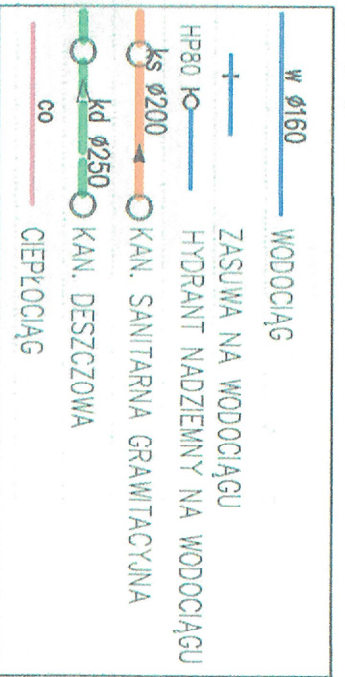 w ø160 WODOCIĄG
ZASUWA NA WODOCIĄGU
HP80 HYDRANT NADZIEMNY NA WODOCIĄGU
ks ø200 KAN. SANITARNA GRAWITACYJNA
kd ø250 KAN. DESZCZOWA
co CIEPŁOCIĄG